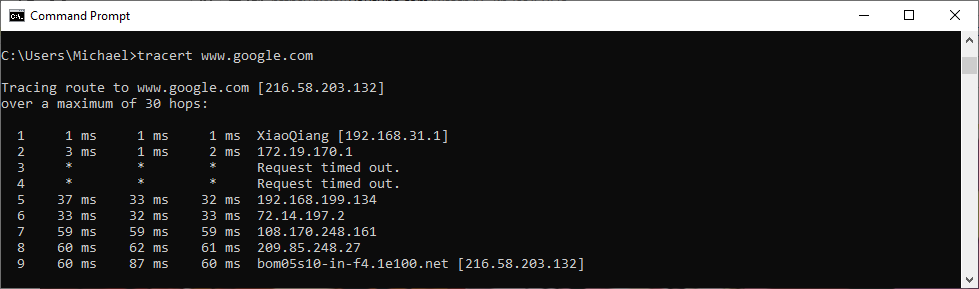 Command Prompt
C:\Users\Michael>tracert www.google.com
Tracing route to www.google.com [216.58.203.132]
over a maximum of 30 hops:
1 1 ms 1 ms 1 ms XiaoQiang [192.168.31.1]
2 3 ms 1 ms 2 ms 172.19.170.1
3 * * * Request timed out.
4 * * * Request timed out.
5 37 ms 33 ms 32 ms 192.168.199.134
6 33 ms 32 ms 33 ms 72.14.197.2
7 59 ms 59 ms 59 ms 108.170.248.161
8 60 ms 62 ms 61 ms 209.85.248.27
9 60 ms 87 ms 60 ms bom05s10-in-f4.1e100.net [216.58.203.132]